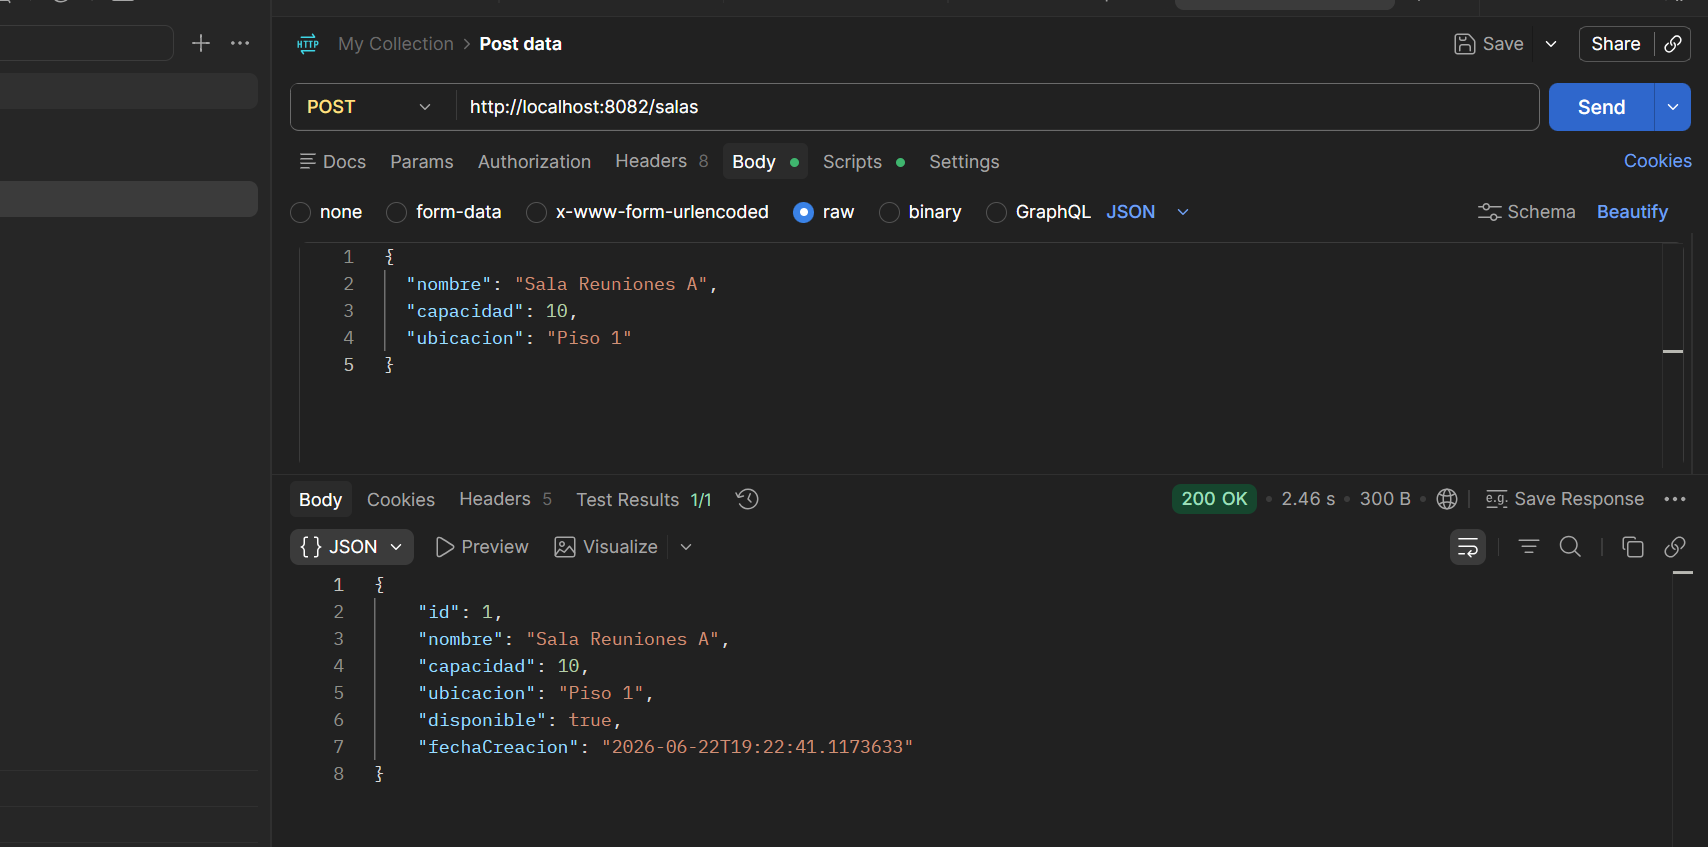 HTTP My Collection > Post data Save Share
POST http://localhost:8082/salas Send
Docs Params Authorization Headers 8 Body Scripts Settings Cookies
none form-data x-www-form-urlencoded raw binary GraphQL JSON Schema Beautify
1 {
2 "nombre": "Sala Reuniones A",
3 "capacidad": 10,
4 "ubicacion": "Piso 1"
5 }
Body Cookies Headers 5 Test Results 1/1 200 OK • 2.46 s • 300 B • e.g. Save Response
{} JSON Preview Visualize
1 {
2 "id": 1,
3 "nombre": "Sala Reuniones A",
4 "capacidad": 10,
5 "ubicacion": "Piso 1",
6 "disponible": true,
7 "fechaCreacion": "2026-06-22T19:22:41.1173633"
8 }